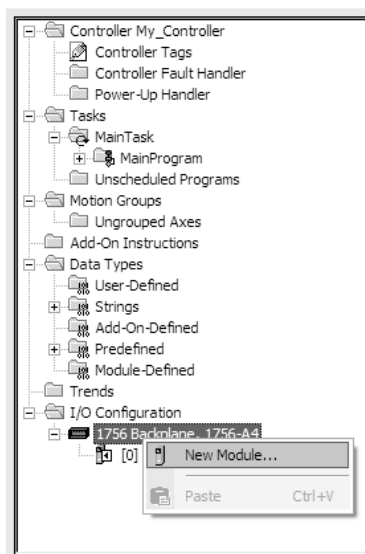 Controller My_Controller
Controller Tags
Controller Fault Handler
Power-Up Handler
Tasks
MainTask
MainProgram
Unscheduled Programs
Motion Groups
Ungrouped Axes
Add-On Instructions
Data Types
User-Defined
Strings
Add-On-Defined
Predefined
Module-Defined
Trends
I/O Configuration
1756 Backplane, 1756-A4
[0]
New Module...
Paste Ctrl+V